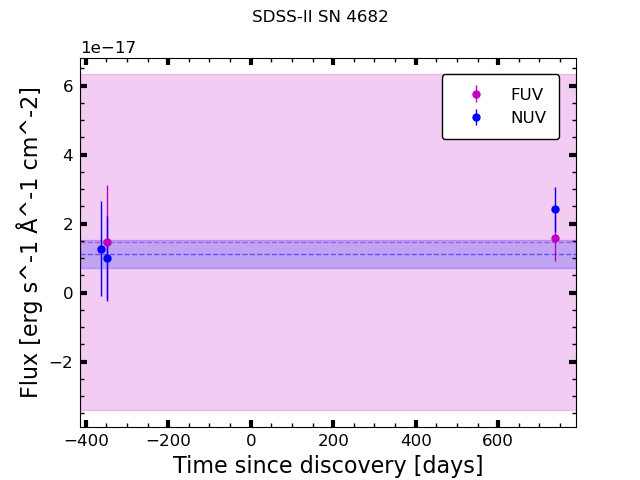 SDSS-II SN 4682
1e−17
FUV
NUV
6
4
2
0
−2
Flux [erg s^-1 Å^-1 cm^-2]
−400 −200 0 200 400 600
Time since discovery [days]